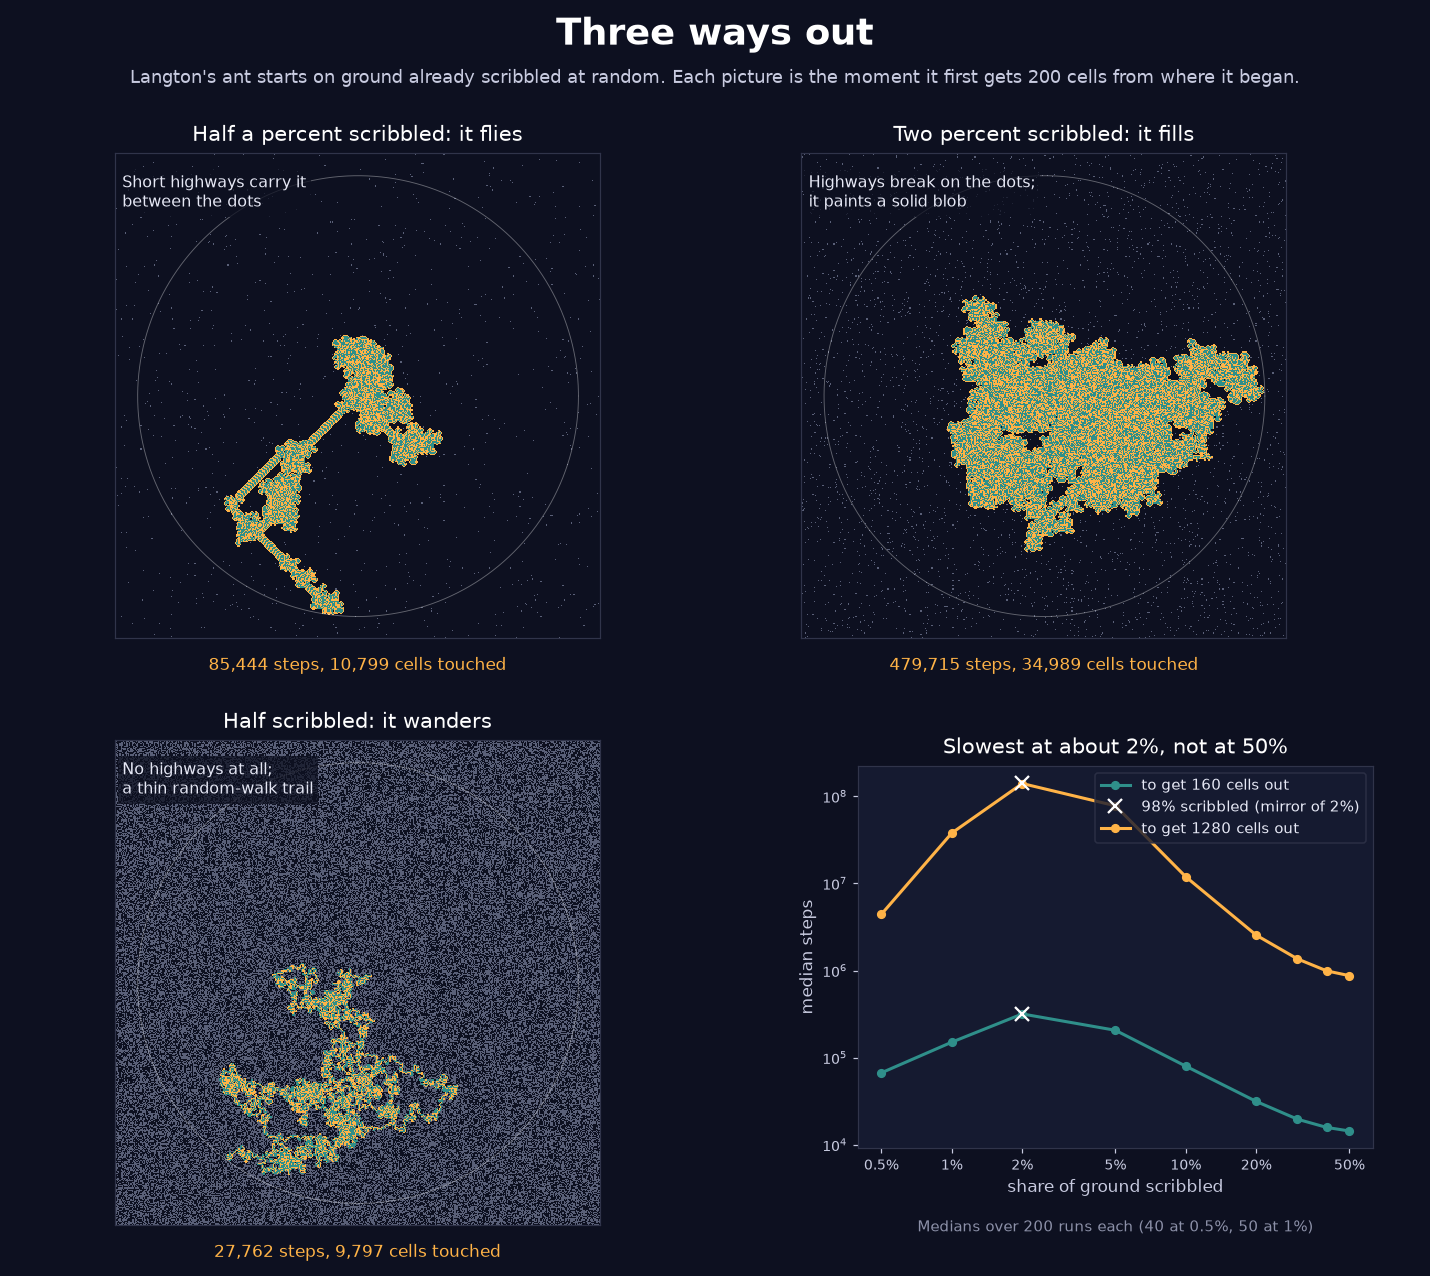 Three ways out
Langton's ant starts on ground already scribbled at random. Each picture is the moment it first gets 200 cells from where it began.
Half a percent scribbled: it flies
Short highways carry it
between the dots
85,444 steps, 10,799 cells touched
Two percent scribbled: it fills
Highways break on the dots;
it paints a solid blob
479,715 steps, 34,989 cells touched
Half scribbled: it wanders
No highways at all;
a thin random-walk trail
27,762 steps, 9,797 cells touched
Slowest at about 2%, not at 50%
to get 160 cells out
98% scribbled (mirror of 2%)
to get 1280 cells out
median steps
10⁸
10⁷
10⁶
10⁵
10⁴
0.5%
1%
2%
5%
10%
20%
50%
share of ground scribbled
Medians over 200 runs each (40 at 0.5%, 50 at 1%)